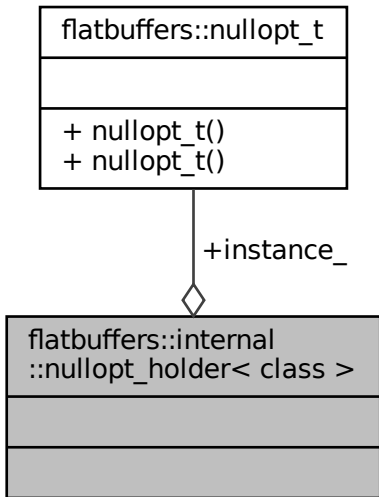 flatbuffers::nullopt_t
+ nullopt_t()
+ nullopt_t()
+instance_
flatbuffers::internal
::nullopt_holder< class >